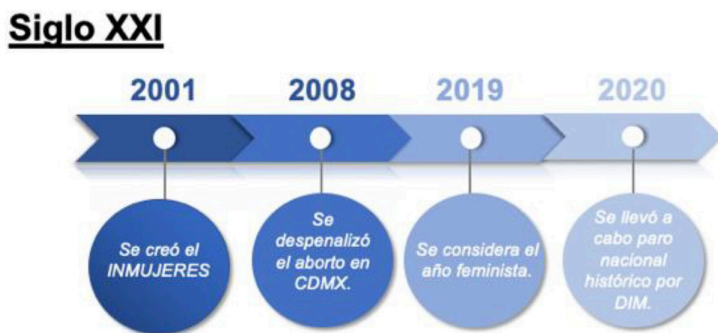 Siglo XXI
2001 2008 2019 2020
Se creó el
INMUJERES
Se
despenalizó
el aborto en
CDMX.
Se considera el
año feminista.
Se llevó a
cabo paro
nacional
histórico por
DIM.